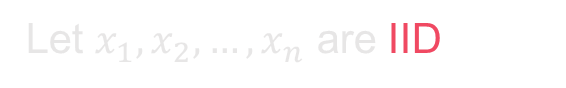 Let x₁, x₂, ..., xₙ are IID